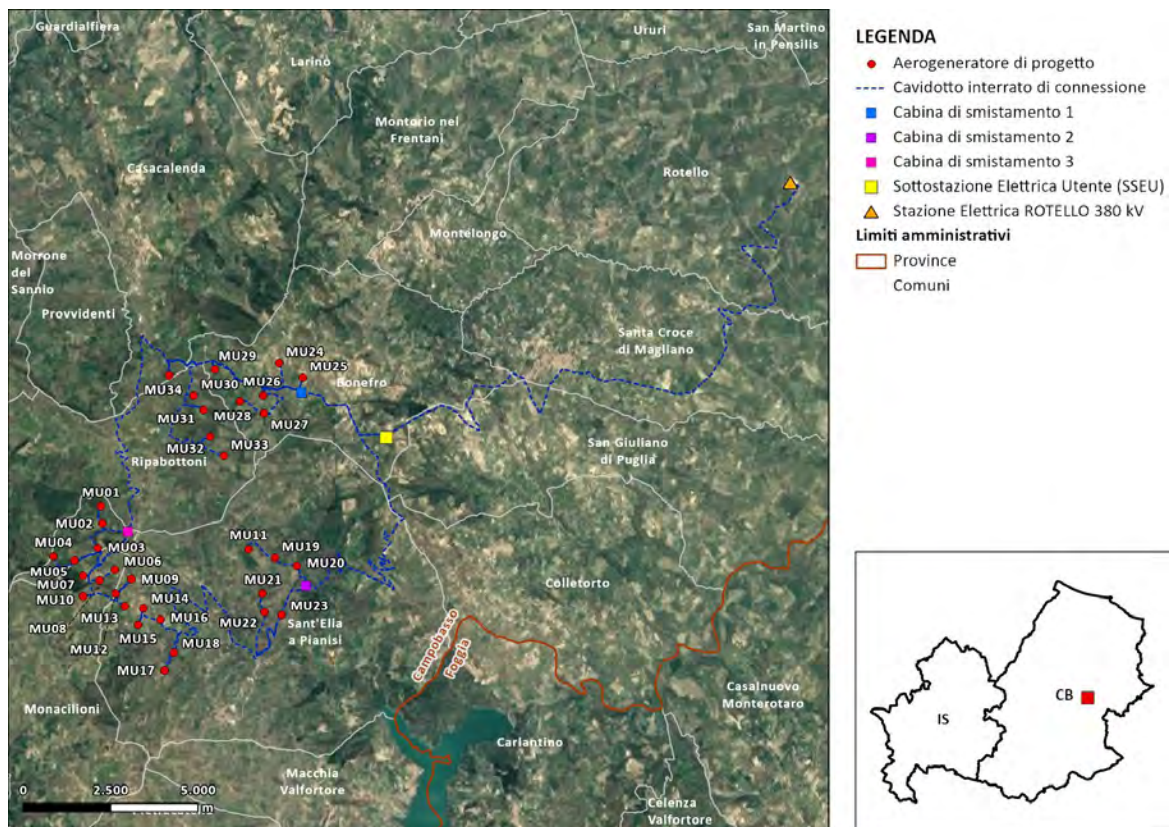 Guardialfiera
Larino
Ururi
San Martino
in Pensilis
Montorio nei
Frentani
Casacalenda
Rotello
Morrone
del
Sannio
Montelongo
Provvidenti
Santa Croce
di Magliano
MU29
MU24
MU25
MU34
MU30
MU26
Bonefro
MU31
MU28
MU27
MU32
MU33
Ripabottoni
San Giuliano
di Puglia
MU01
MU02
MU04
MU03
MU06
MU11
MU19
MU20
MU05
MU07
MU09
MU21
Colletorto
MU10
MU14
MU13
MU16
MU22
MU23
MU08
MU15
Sant'Elia
a Pianisi
MU12
MU18
MU17
Campobasso
Foggia
Monacilioni
Casalnuovo
Monterotaro
Carlantino
Macchia
Valfortore
Celenza
Valfortore
0 2.500 5.000
m
LEGENDA
Aerogeneratore di progetto
Cavidotto interrato di connessione
Cabina di smistamento 1
Cabina di smistamento 2
Cabina di smistamento 3
Sottostazione Elettrica Utente (SSEU)
Stazione Elettrica ROTELLO 380 kV
Limiti amministrativi
Province
Comuni
CB
IS